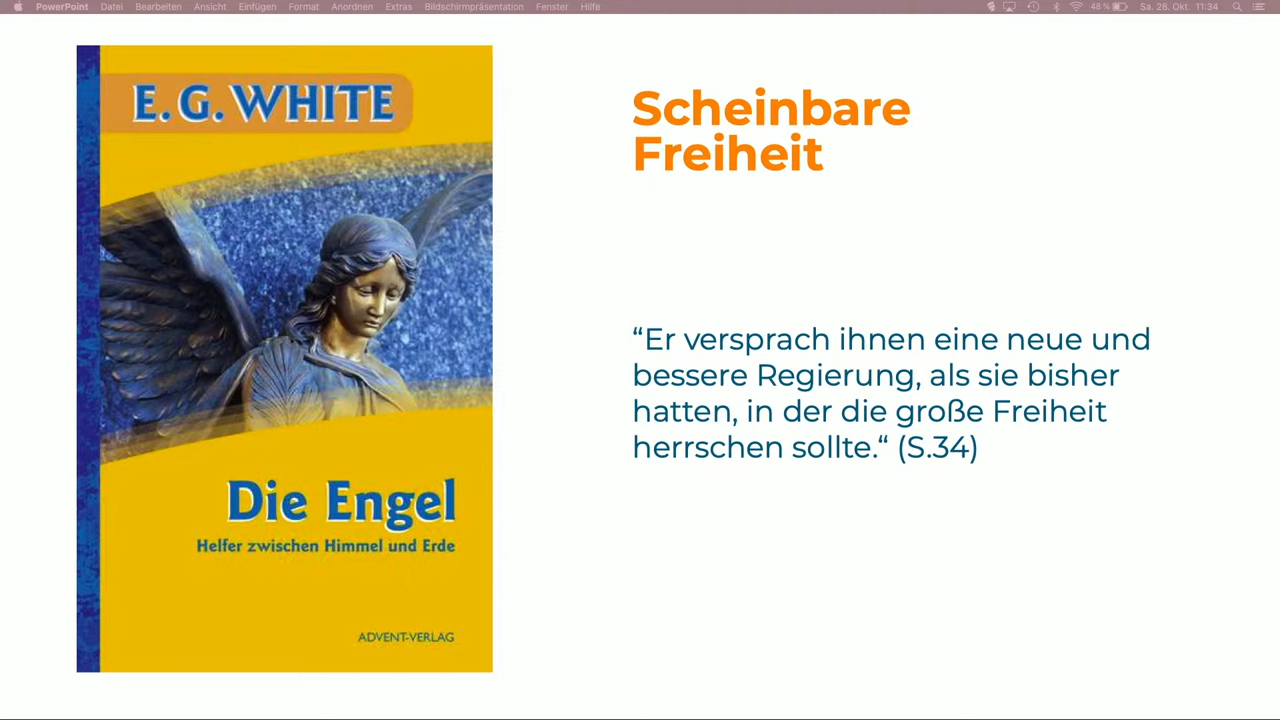 PowerPoint Datei Bearbeiten Ansicht Einfügen Format Anordnen Extras Bildschirmpräsentation Fenster Hilfe 48 % Sa. 28. Okt. 11:34
E. G. WHITE
Die Engel
Helfer zwischen Himmel und Erde
ADVENT-VERLAG
Scheinbare
Freiheit
“Er versprach ihnen eine neue und
bessere Regierung, als sie bisher
hatten, in der die große Freiheit
herrschen sollte.“ (S.34)